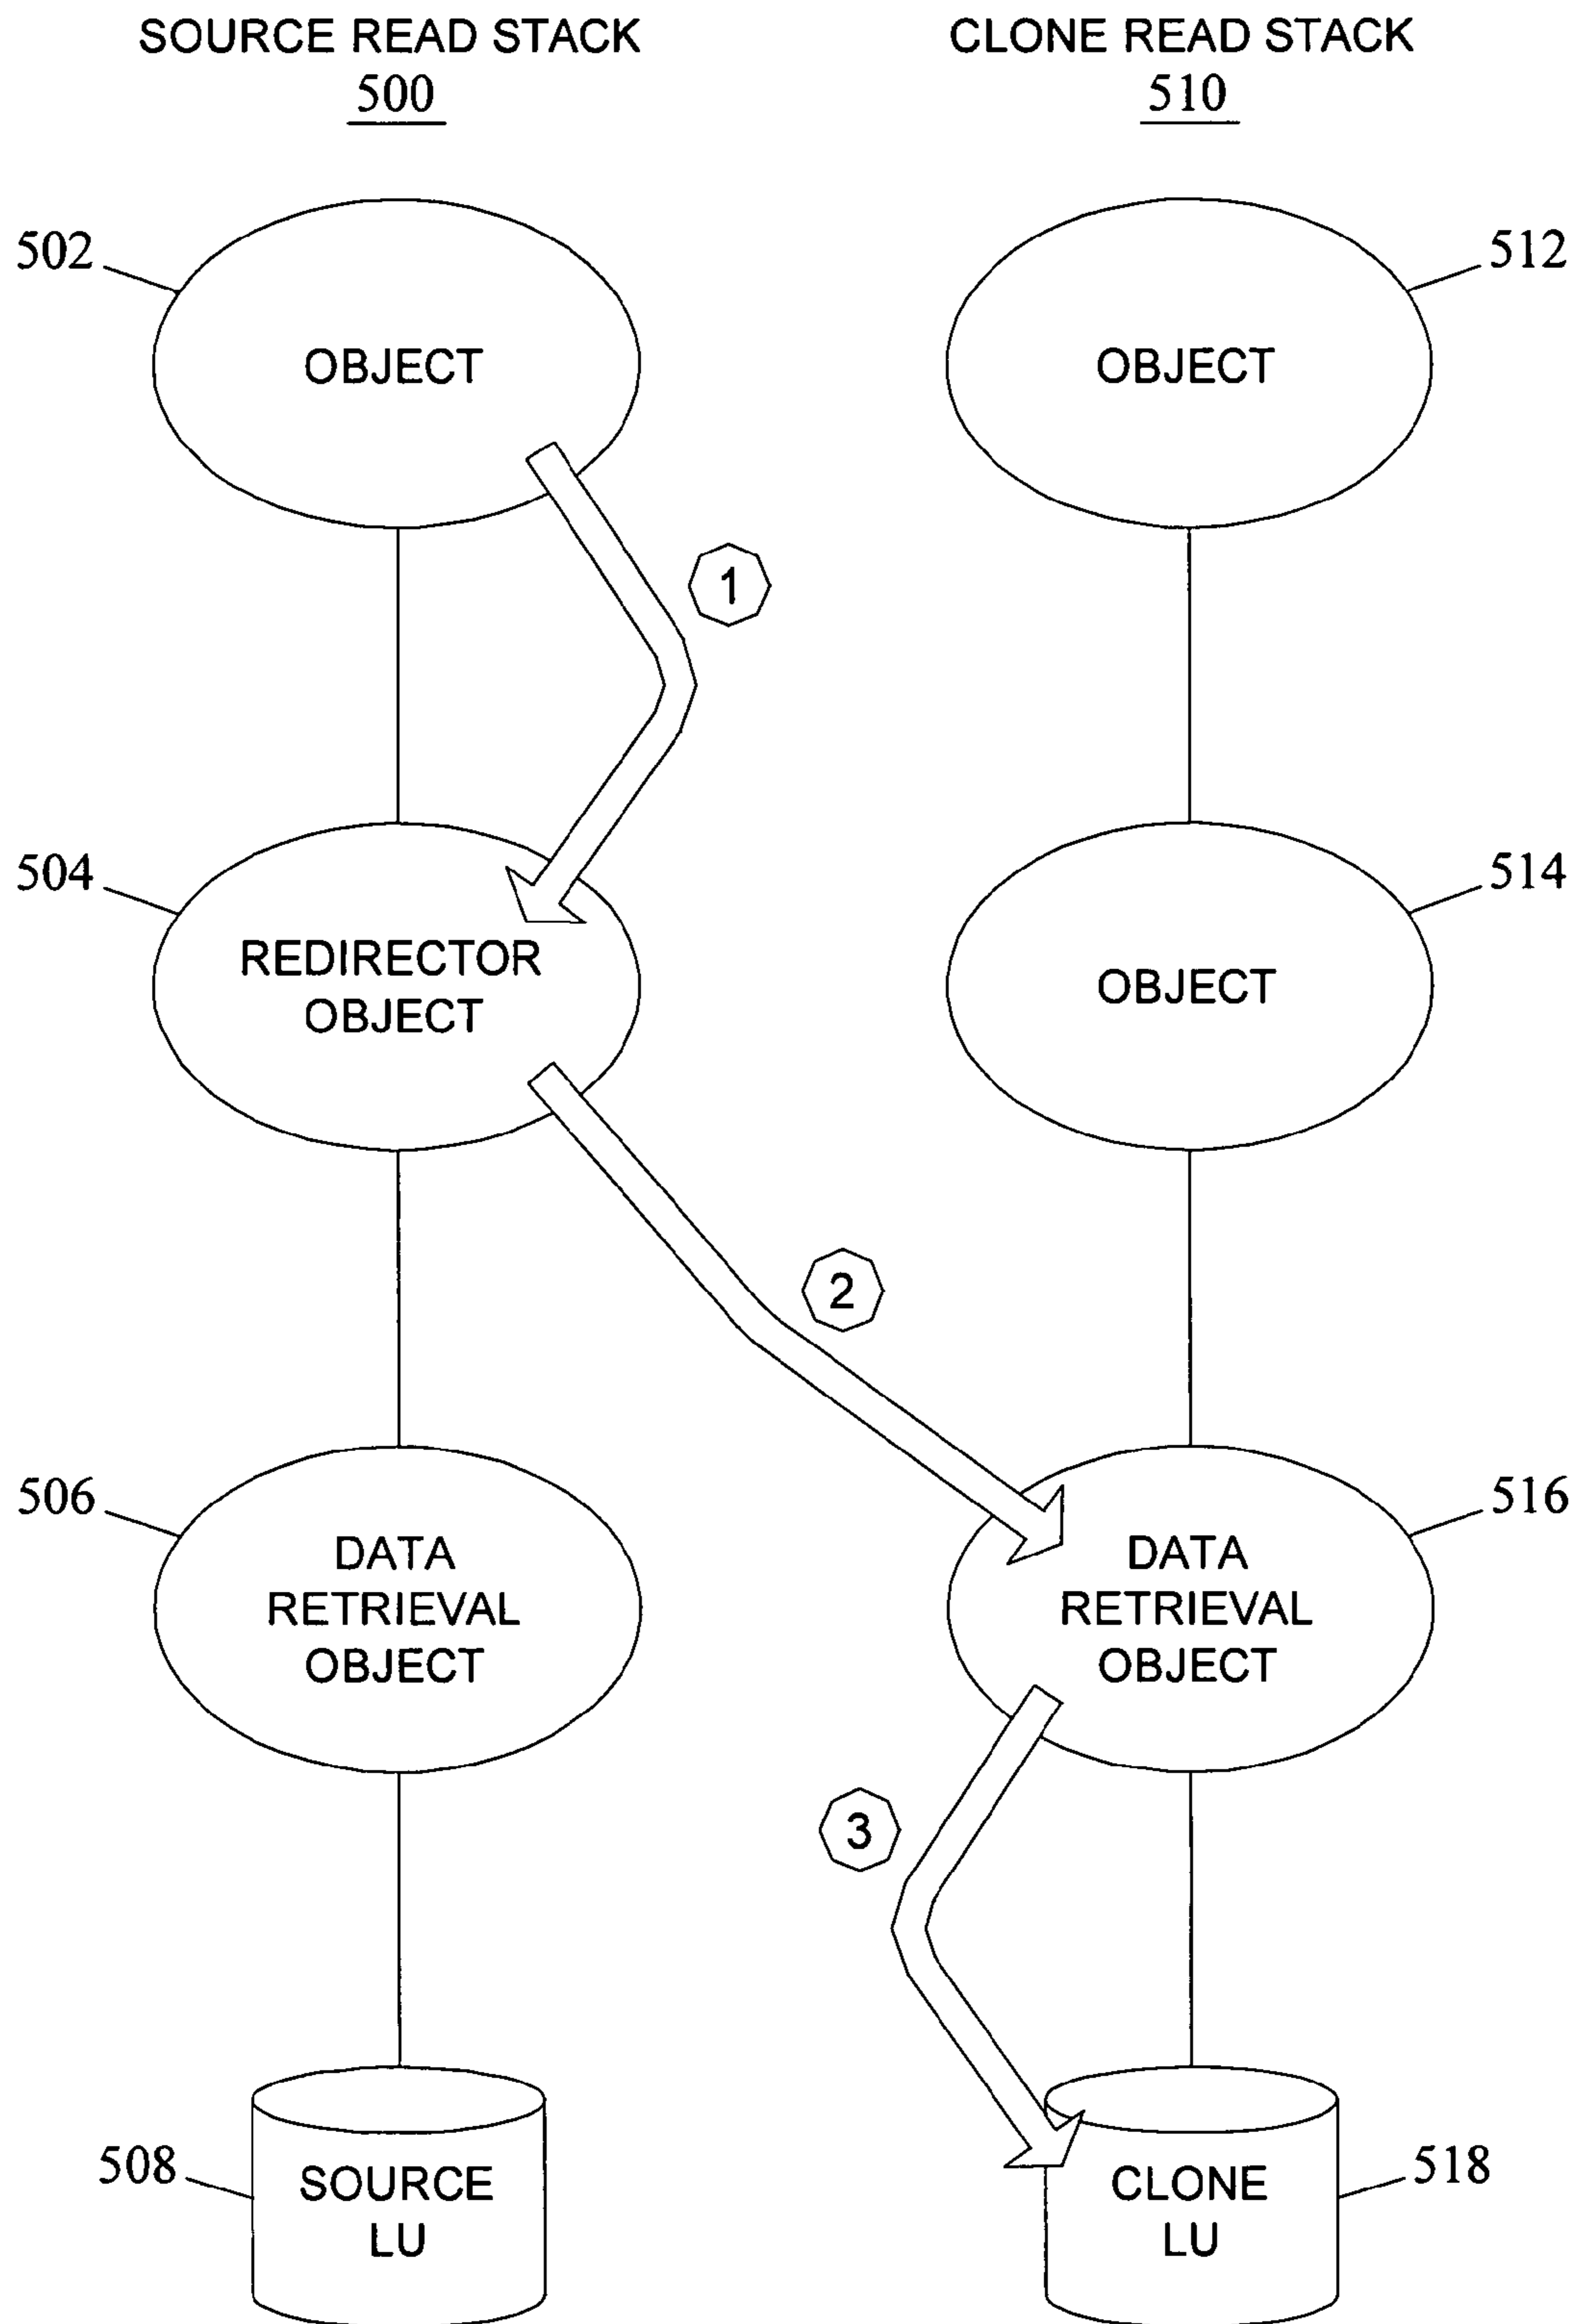 SOURCE READ STACK
500
CLONE READ STACK
510
502
OBJECT
512
OBJECT
1
504
REDIRECTOR
OBJECT
514
OBJECT
2
506
DATA
RETRIEVAL
OBJECT
516
DATA
RETRIEVAL
OBJECT
3
508
SOURCE
LU
518
CLONE
LU